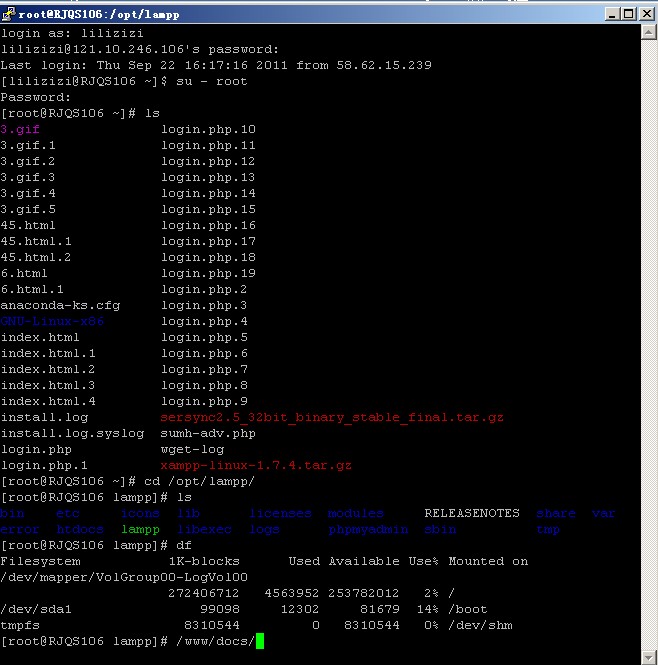 root@RJQS106:/opt/lampp
login as: lilizizi
lilizizi@121.10.246.106's password:
Last login: Thu Sep 22 16:17:16 2011 from 58.62.15.239
[lilizizi@RJQS106 ~]$ su - root
Password:
[root@RJQS106 ~]# ls
3.gif login.php.10
3.gif.1 login.php.11
3.gif.2 login.php.12
3.gif.3 login.php.13
3.gif.4 login.php.14
3.gif.5 login.php.15
45.html login.php.16
45.html.1 login.php.17
45.html.2 login.php.18
6.html login.php.19
6.html.1 login.php.2
anaconda-ks.cfg login.php.3
GNU-Linux-x86 login.php.4
index.html login.php.5
index.html.1 login.php.6
index.html.2 login.php.7
index.html.3 login.php.8
index.html.4 login.php.9
install.log sersync2.5_32bit_binary_stable_final.tar.gz
install.log.syslog sumh-adv.php
login.php wget-log
login.php.1 xampp-linux-1.7.4.tar.gz
[root@RJQS106 ~]# cd /opt/lampp/
[root@RJQS106 lampp]# ls
bin etc icons lib licenses modules RELEASENOTES share var
error htdocs lampp libexec logs phpmyadmin sbin tmp
[root@RJQS106 lampp]# df
Filesystem 1K-blocks Used Available Use% Mounted on
/dev/mapper/VolGroup00-LogVol00
272406712 4563952 253782012 2% /
/dev/sda1 99098 12302 81679 14% /boot
tmpfs 8310544 0 8310544 0% /dev/shm
[root@RJQS106 lampp]# /www/docs/